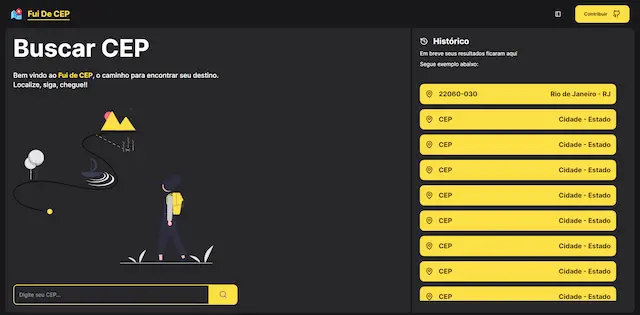 Fui De CEP
Contribuir
Buscar CEP
Bem vindo ao Fui de CEP, o caminho para encontrar seu destino.
Localize, siga, chegue!!
Digite seu CEP...
Histórico
Em breve seus resultados ficaram aqui
Segue exemplo abaixo:
22060-030 Rio de Janeiro - RJ
CEP Cidade - Estado
CEP Cidade - Estado
CEP Cidade - Estado
CEP Cidade - Estado
CEP Cidade - Estado
CEP Cidade - Estado
CEP Cidade - Estado
CEP Cidade - Estado